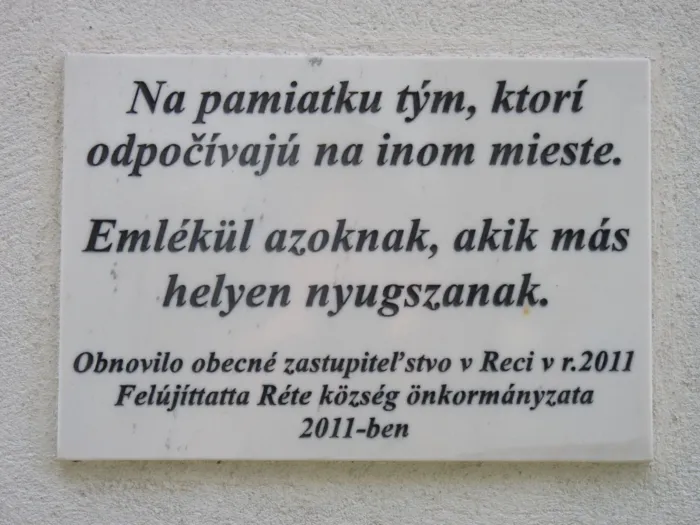 Na pamiatku tým, ktorí
odpočívajú na inom mieste.
Emlékül azoknak, akik más
helyen nyugszanak.
Obnovilo obecné zastupiteľstvo v Reci v r.2011
Felújíttatta Réte község önkormányzata
2011-ben